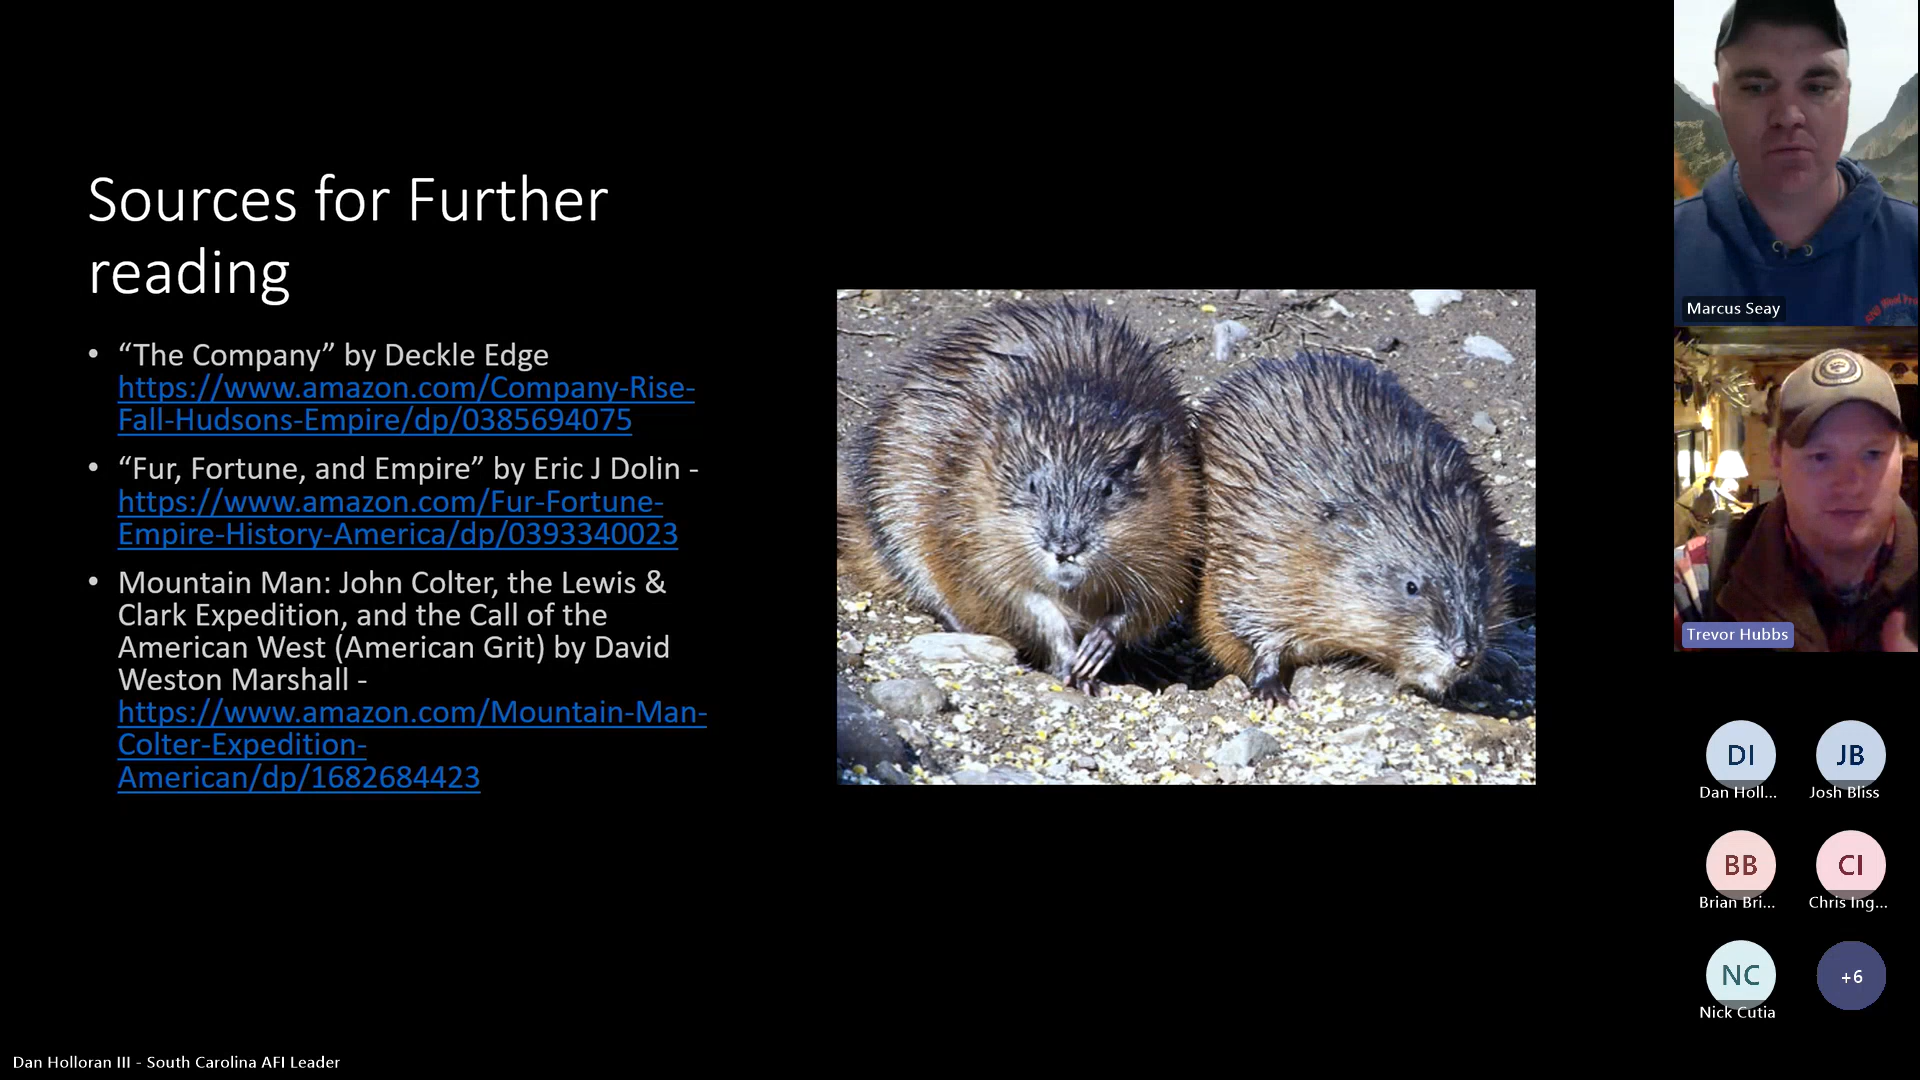 Sources for Further
reading
• “The Company” by Deckle Edge
https://www.amazon.com/Company-Rise-
Fall-Hudsons-Empire/dp/0385694075
• “Fur, Fortune, and Empire” by Eric J Dolin -
https://www.amazon.com/Fur-Fortune-
Empire-History-America/dp/0393340023
• Mountain Man: John Colter, the Lewis &
Clark Expedition, and the Call of the
American West (American Grit) by David
Weston Marshall -
https://www.amazon.com/Mountain-Man-
Colter-Expedition-
American/dp/1682684423
Marcus Seay
Trevor Hubbs
DI
Dan Holl...
JB
Josh Bliss
BB
Brian Bri...
CI
Chris Ing...
NC
Nick Cutia
+6
Dan Holloran III - South Carolina AFI Leader